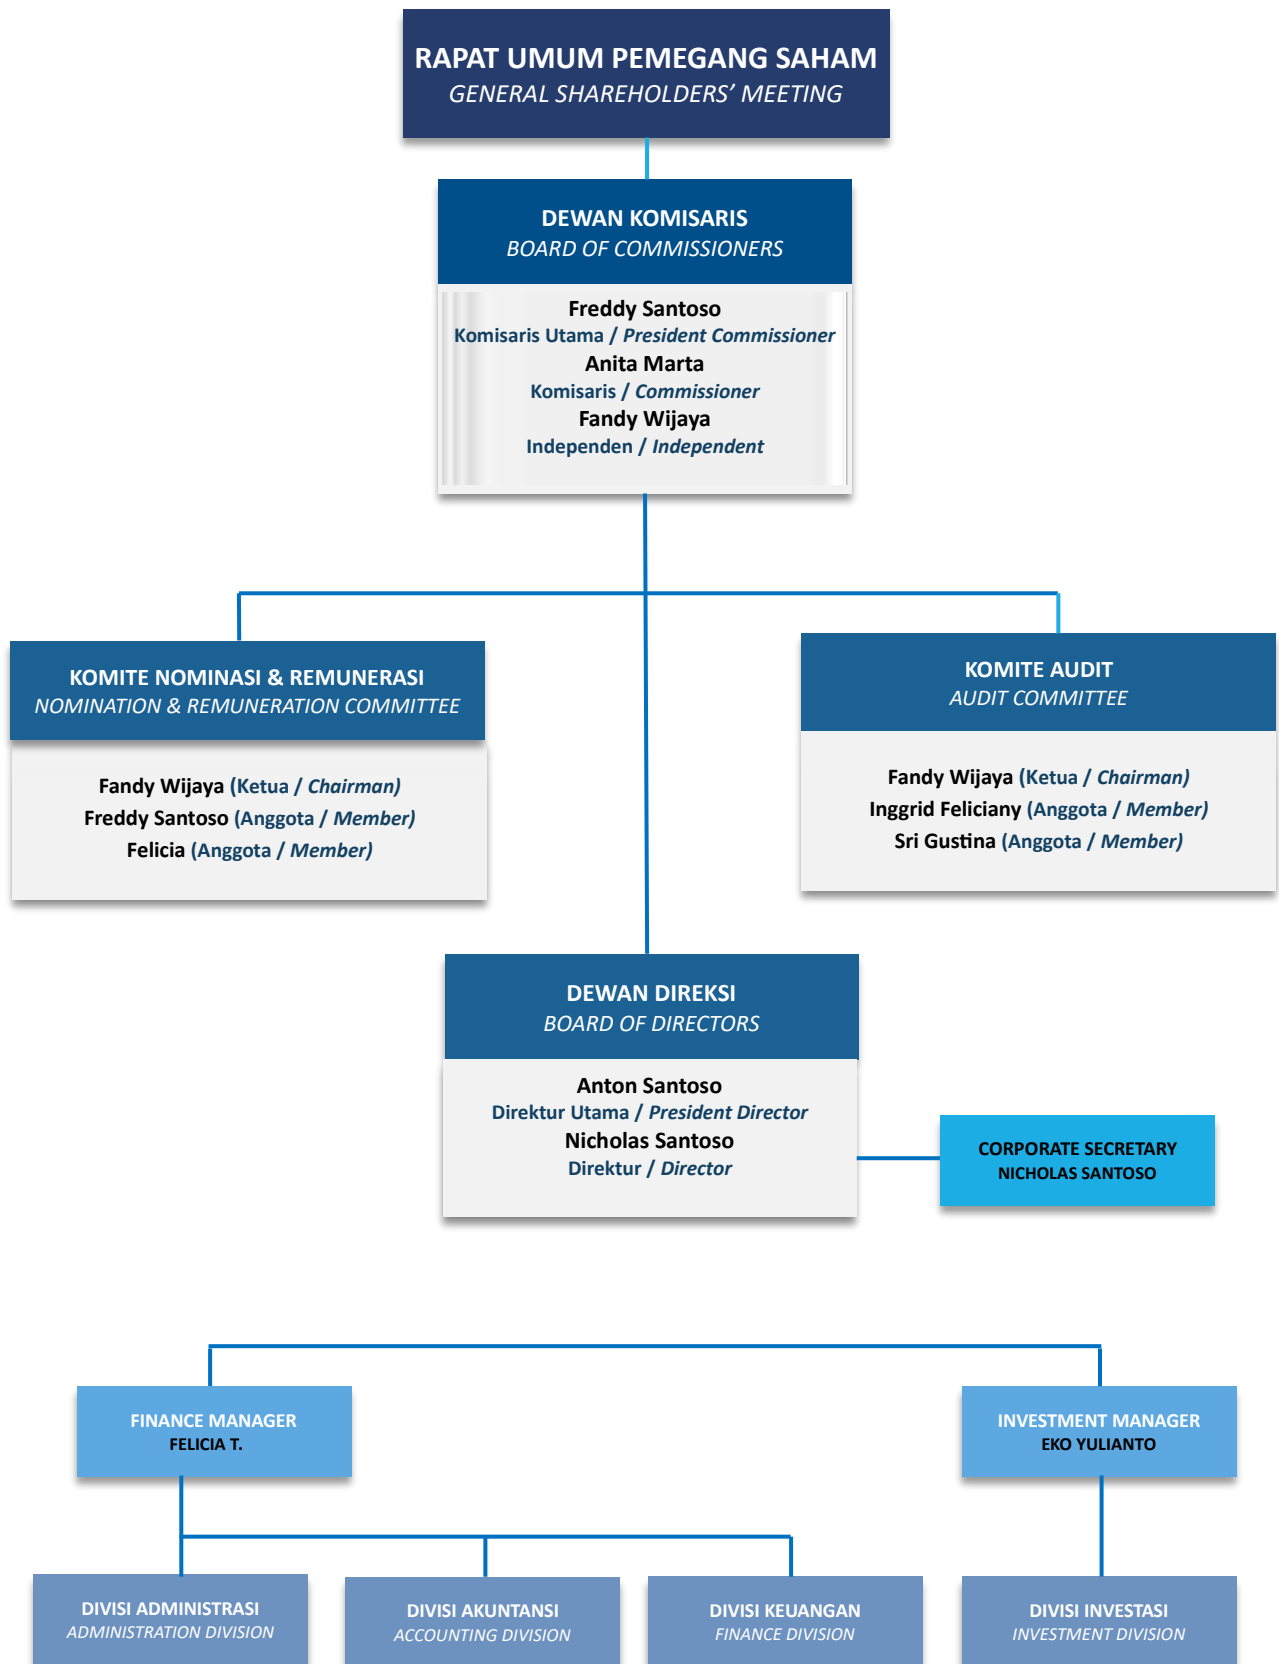 RAPAT UMUM PEMEGANG SAHAM
GENERAL SHAREHOLDERS’ MEETING
DEWAN KOMISARIS
BOARD OF COMMISSIONERS
Freddy Santoso
Komisaris Utama / President Commissioner
Anita Marta
Komisaris / Commissioner
Fandy Wijaya
Independen / Independent
KOMITE NOMINASI & REMUNERASI
NOMINATION & REMUNERATION COMMITTEE
Fandy Wijaya (Ketua / Chairman)
Freddy Santoso (Anggota / Member)
Felicia (Anggota / Member)
KOMITE AUDIT
AUDIT COMMITTEE
Fandy Wijaya (Ketua / Chairman)
Inggrid Feliciany (Anggota / Member)
Sri Gustina (Anggota / Member)
DEWAN DIREKSI
BOARD OF DIRECTORS
Anton Santoso
Direktur Utama / President Director
Nicholas Santoso
Direktur / Director
CORPORATE SECRETARY
NICHOLAS SANTOSO
FINANCE MANAGER
FELICIA T.
INVESTMENT MANAGER
EKO YULIANTO
DIVISI ADMINISTRASI
ADMINISTRATION DIVISION
DIVISI AKUNTANSI
ACCOUNTING DIVISION
DIVISI KEUANGAN
FINANCE DIVISION
DIVISI INVESTASI
INVESTMENT DIVISION